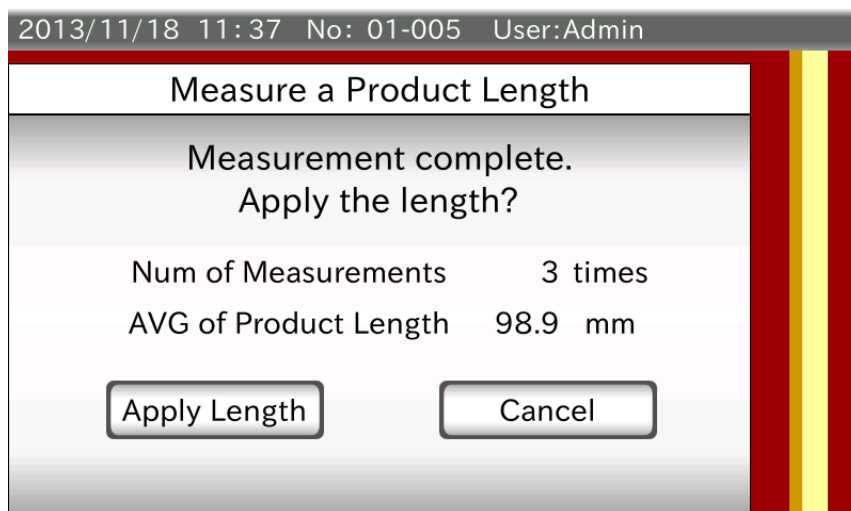 2013/11/18 11:37 No: 01-005 User:Admin
Measure a Product Length
Measurement complete.
Apply the length?
Num of Measurements 3 times
AVG of Product Length 98.9 mm
Apply Length Cancel